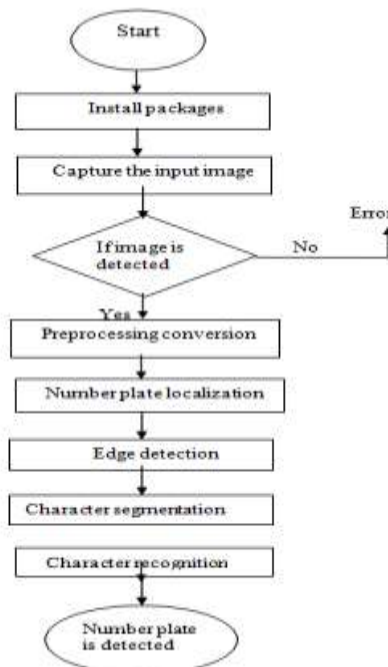 Start
Install packages
Capture the input image
Error
If image is
detected
No
Yes
Preprocessing conversion
Number plate localization
Edge detection
Character segmentation
Character recognition
Number plate
is detected